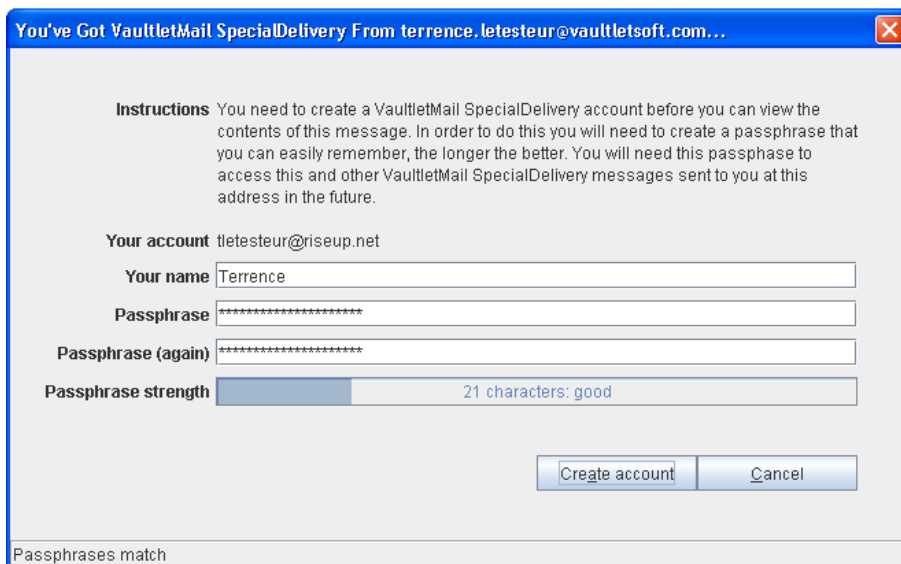 You've Got VaultletMail SpecialDelivery From terrence.letesteur@vaultletsoft.com...
Instructions You need to create a VaultletMail SpecialDelivery account before you can view the
contents of this message. In order to do this you will need to create a passphrase that
you can easily remember, the longer the better. You will need this passphase to
access this and other VaultletMail SpecialDelivery messages sent to you at this
address in the future.
Your account tletesteur@riseup.net
Your name Terrence
Passphrase *********************
Passphrase (again) *********************
Passphrase strength 21 characters: good
Create account Cancel
Passphrases match